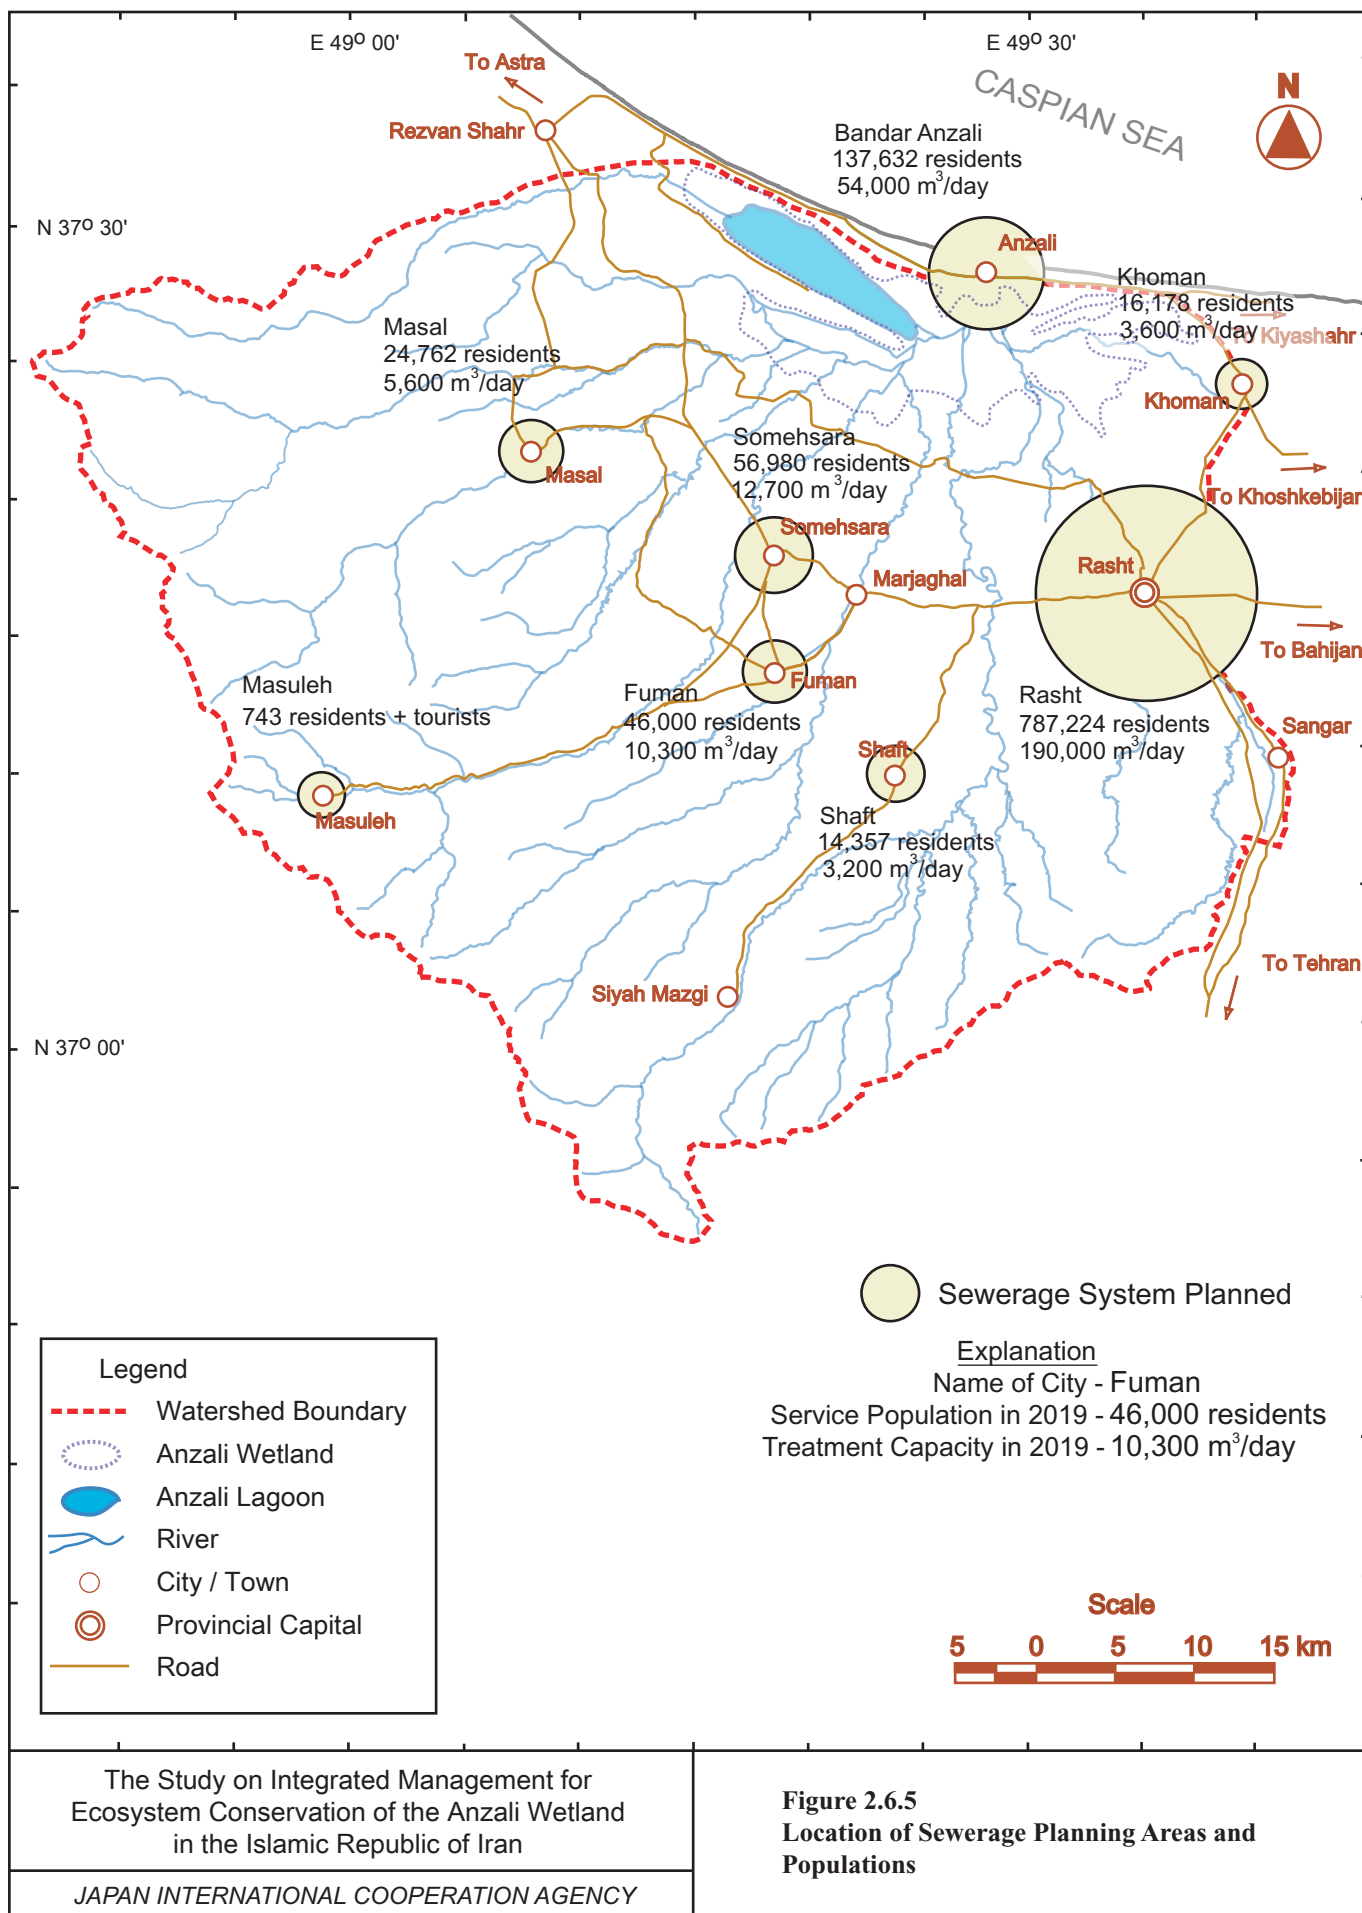 E 49º 00'
E 49º 30'
To Astra
CASPIAN SEA
N
Rezvan Shahr
Bandar Anzali
137,632 residents
54,000 m³/day
N 37º 30'
Anzali
Khoman
16,178 residents
3,600 m³/day
To Kiyashahr
Masal
24,762 residents
5,600 m³/day
Khomam
Somehsara
56,980 residents
12,700 m³/day
Masal
To Khoshkebijar
Somehsara
Marjaghal
Rasht
To Bahijan
Masuleh
743 residents + tourists
Fuman
46,000 residents
10,300 m³/day
Fuman
Rasht
787,224 residents
190,000 m³/day
Sangar
Shaft
Masuleh
Shaft
14,357 residents
3,200 m³/day
To Tehran
Siyah Mazgi
N 37º 00'
Sewerage System Planned
Explanation
Name of City - Fuman
Service Population in 2019 - 46,000 residents
Treatment Capacity in 2019 - 10,300 m³/day
Legend
Watershed Boundary
Anzali Wetland
Anzali Lagoon
River
City / Town
Provincial Capital
Road
Scale
5 0 5 10 15 km
The Study on Integrated Management for
Ecosystem Conservation of the Anzali Wetland
in the Islamic Republic of Iran
JAPAN INTERNATIONAL COOPERATION AGENCY
Figure 2.6.5
Location of Sewerage Planning Areas and
Populations